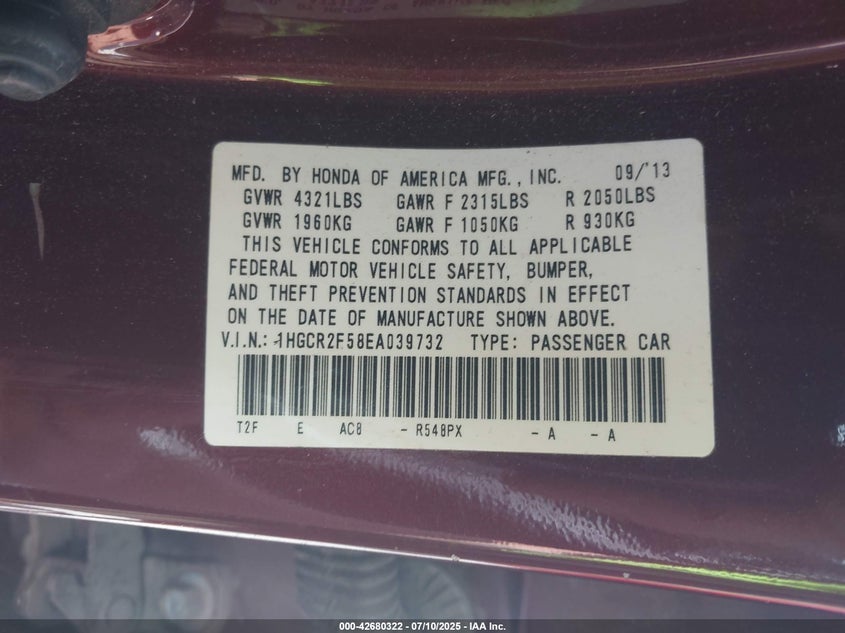 MFD. BY HONDA OF AMERICA MFG., INC. 09/'13
GVWR 4321LBS GAWR F 2315LBS R 2050LBS
GVWR 1960KG GAWR F 1050KG R 930KG
THIS VEHICLE CONFORMS TO ALL APPLICABLE
FEDERAL MOTOR VEHICLE SAFETY, BUMPER,
AND THEFT PREVENTION STANDARDS IN EFFECT
ON THE DATE OF MANUFACTURE SHOWN ABOVE.
V.I.N.: 1HGCR2F58EA039732 TYPE: PASSENGER CAR
T2F E AC8 - R548PX - A - A
000-42680322 - 07/10/2025 - IAA Inc.